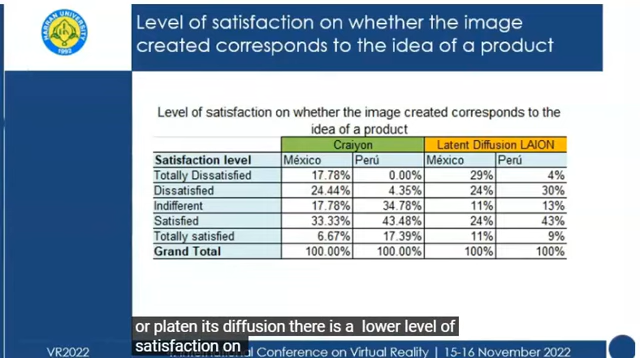 HARRAN UNIVERSITY
1992
Level of satisfaction on whether the image
created corresponds to the idea of a product
Level of satisfaction on whether the image created corresponds to the
idea of a product
Craiyon Latent Diffusion LAION
Satisfaction level México Perú México Perú
Totally Dissatisfied 17.78% 0.00% 29% 4%
Dissatisfied 24.44% 4.35% 24% 30%
Indifferent 17.78% 34.78% 11% 13%
Satisfied 33.33% 43.48% 24% 43%
Totally satisfied 6.67% 17.39% 11% 9%
Grand Total 100.00% 100.00% 100% 100%
or platen its diffusion there is a lower level of
satisfaction on
VR2022 Conference on Virtual Reality | 15-16 November 2022